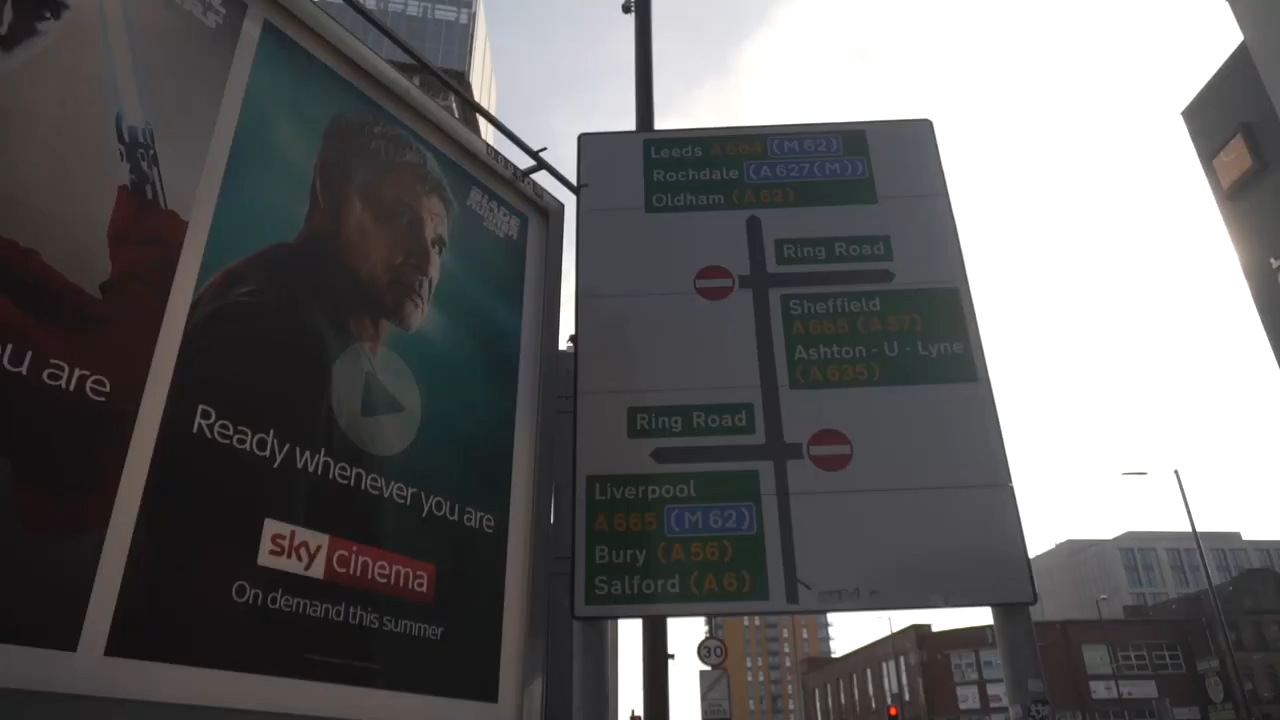 u are
BLADE
RUNNER
2049
Ready whenever you are
sky cinema
On demand this summer
Leeds A664 (M62)
Rochdale (A627(M))
Oldham (A62)
Ring Road
Sheffield
A665 (A57)
Ashton-U-Lyne
(A635)
Ring Road
Liverpool
A665 (M62)
Bury (A56)
Salford (A6)
30